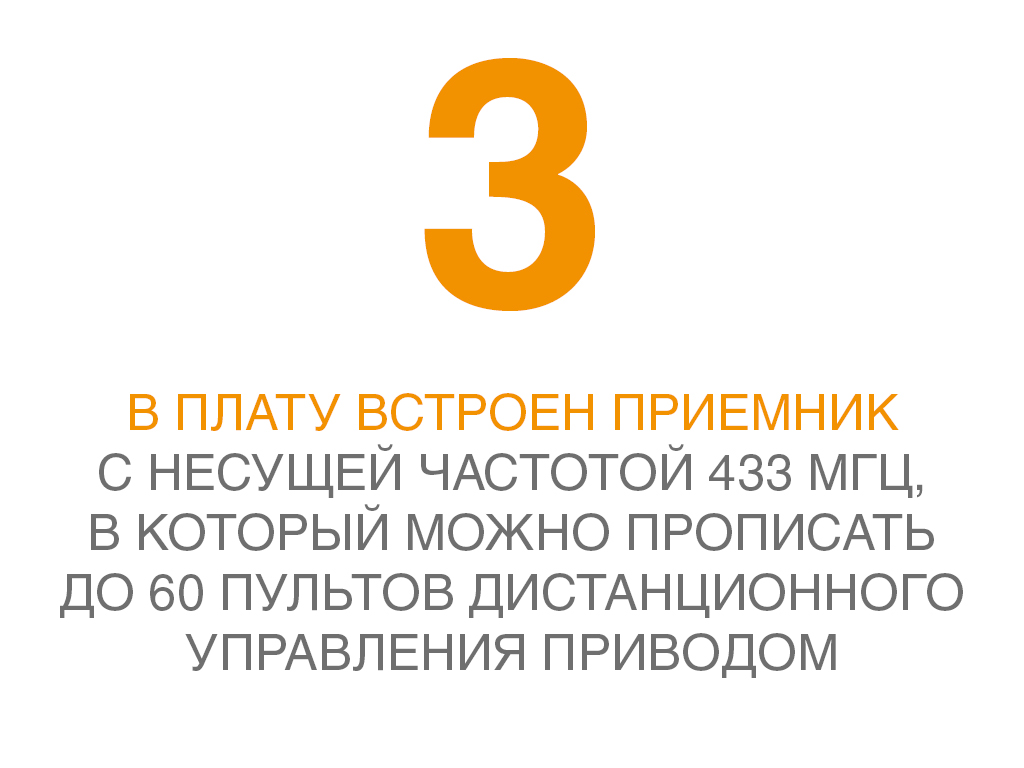 3
В ПЛАТУ ВСТРОЕН ПРИЕМНИК
С НЕСУЩЕЙ ЧАСТОТОЙ 433 МГЦ,
В КОТОРЫЙ МОЖНО ПРОПИСАТЬ
ДО 60 ПУЛЬТОВ ДИСТАНЦИОННОГО
УПРАВЛЕНИЯ ПРИВОДОМ